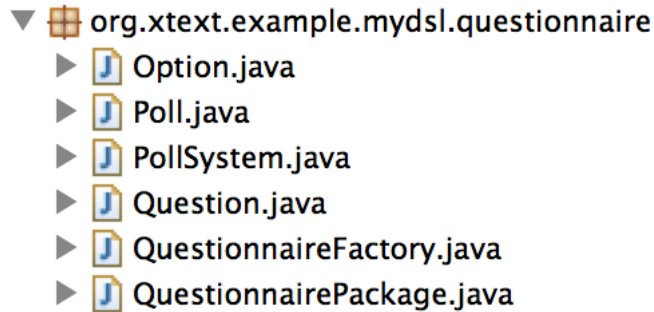 org.xtext.example.mydsl.questionnaire
Option.java
Poll.java
PollSystem.java
Question.java
QuestionnaireFactory.java
QuestionnairePackage.java